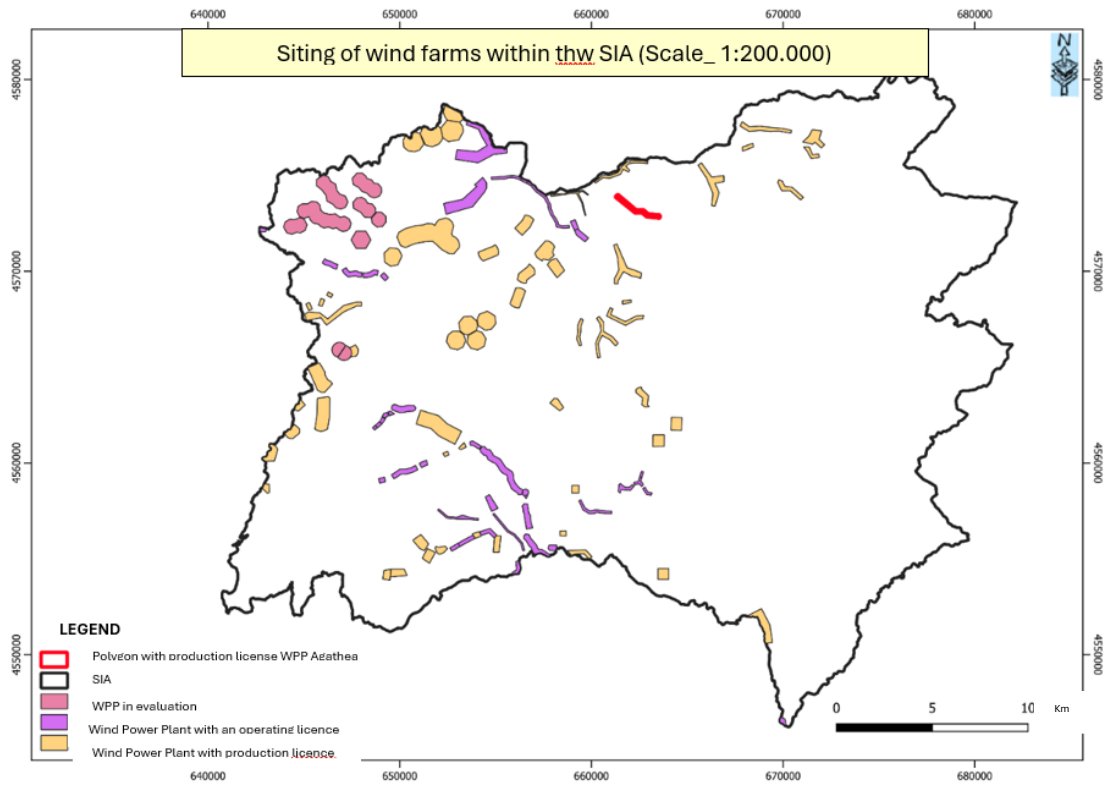 640000 650000 660000 670000 680000
Siting of wind farms within thw SIA (Scale_ 1:200.000)
N
4580000 4580000
4570000 4570000
4560000 4560000
4550000 4550000
LEGEND
Polygon with production license WPP Agathea
SIA
WPP in evaluation
Wind Power Plant with an operating licence
Wind Power Plant with production licence
0 5 10 Km
640000 650000 660000 670000 680000